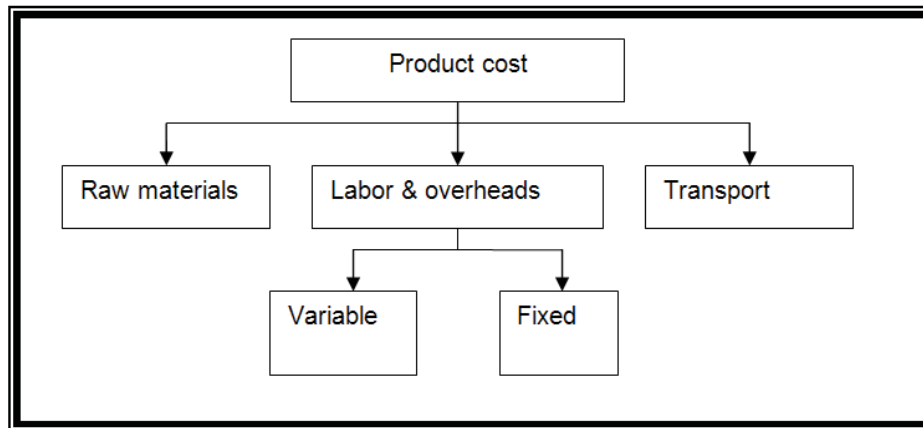 Product cost
Raw materials
Labor & overheads
Transport
Variable
Fixed